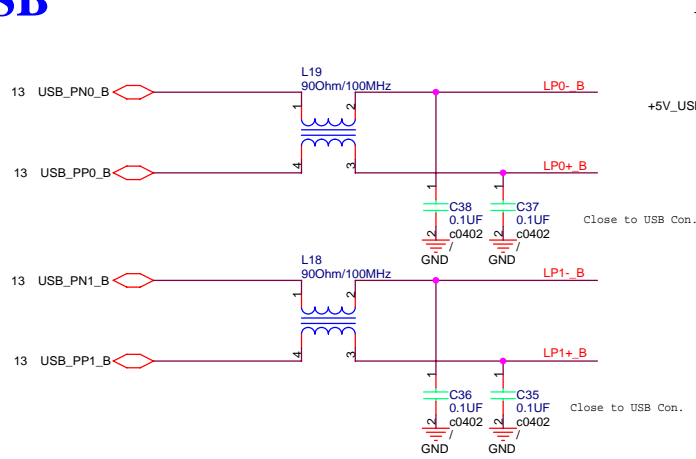 SB
L19
90Ohm/100MHz
13 USB_PN0_B
1
2
LP0-_B
+5V_USB
13 USB_PP0_B
4
3
LP0+_B
1
1
C38
0.1UF
c0402
/
2
GND
C37
0.1UF
c0402
/
2
GND
Close to USB Con.
L18
90Ohm/100MHz
13 USB_PN1_B
1
2
LP1-_B
13 USB_PP1_B
4
3
LP1+_B
1
1
C36
0.1UF
c0402
/
2
GND
C35
0.1UF
c0402
/
2
GND
Close to USB Con.